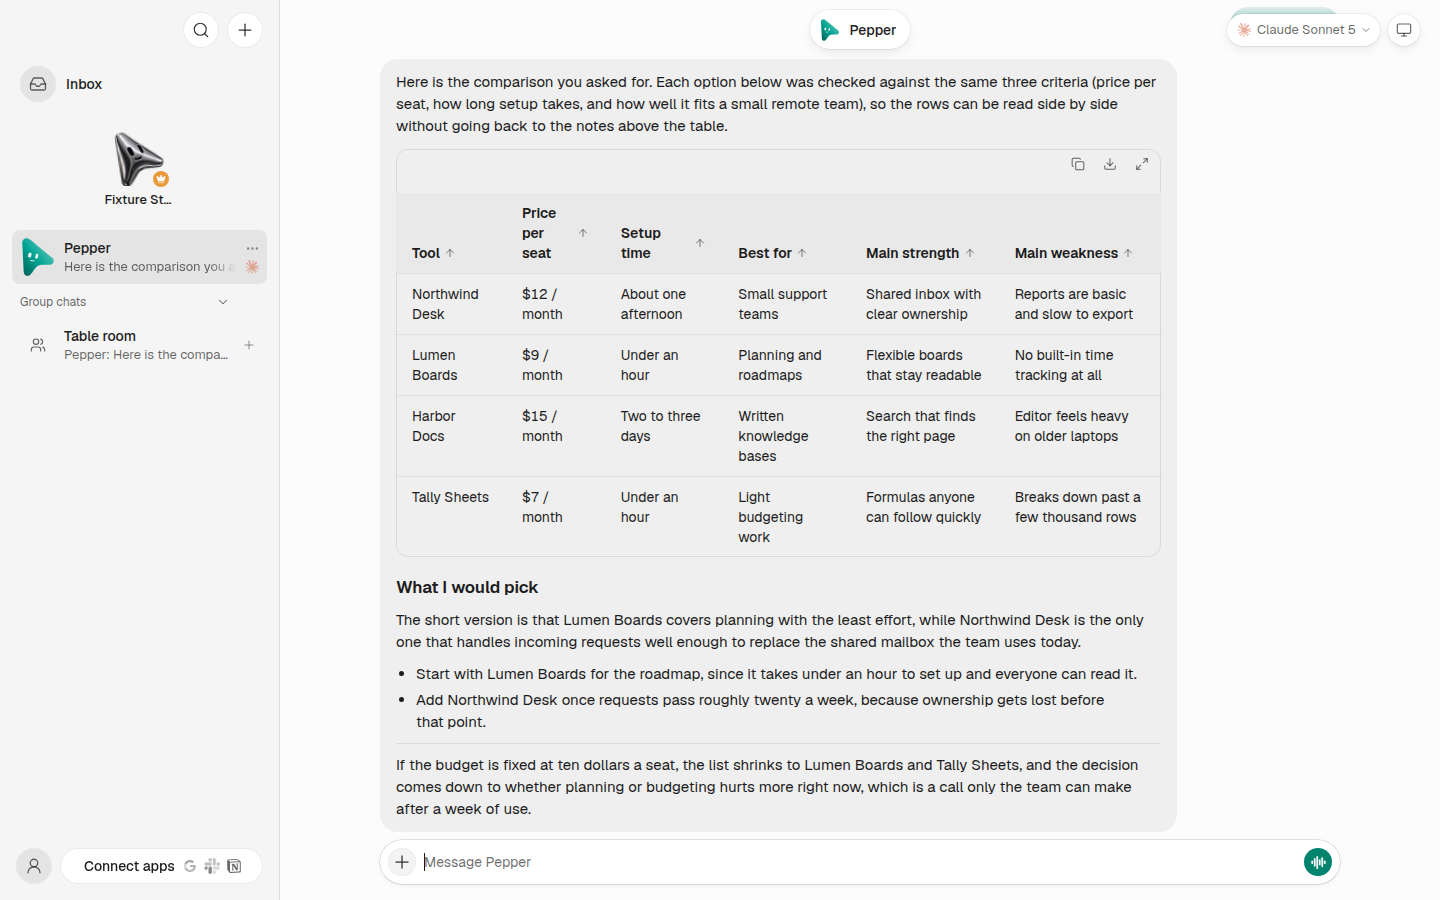 Pepper
Claude Sonnet 5
Inbox
Fixture St...
Pepper
Here is the comparison you a
Group chats
Table room
Pepper: Here is the compa...
Connect apps
Here is the comparison you asked for. Each option below was checked against the same three criteria (price per
seat, how long setup takes, and how well it fits a small remote team), so the rows can be read side by side
without going back to the notes above the table.
Tool
Price per seat
Setup time
Best for
Main strength
Main weakness
Northwind Desk
$12 / month
About one afternoon
Small support teams
Shared inbox with clear ownership
Reports are basic and slow to export
Lumen Boards
$9 / month
Under an hour
Planning and roadmaps
Flexible boards that stay readable
No built-in time tracking at all
Harbor Docs
$15 / month
Two to three days
Written knowledge bases
Search that finds the right page
Editor feels heavy on older laptops
Tally Sheets
$7 / month
Under an hour
Light budgeting work
Formulas anyone can follow quickly
Breaks down past a few thousand rows
What I would pick
The short version is that Lumen Boards covers planning with the least effort, while Northwind Desk is the only
one that handles incoming requests well enough to replace the shared mailbox the team uses today.
• Start with Lumen Boards for the roadmap, since it takes under an hour to set up and everyone can read it.
• Add Northwind Desk once requests pass roughly twenty a week, because ownership gets lost before
that point.
If the budget is fixed at ten dollars a seat, the list shrinks to Lumen Boards and Tally Sheets, and the decision
comes down to whether planning or budgeting hurts more right now, which is a call only the team can make
after a week of use.
Message Pepper